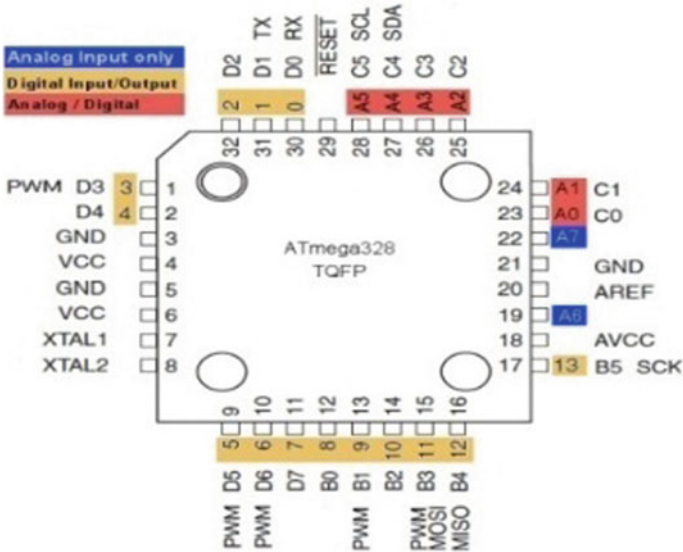 Analog Input only
Digital Input/Output
Analog / Digital
D2
D1 TX
D0 RX
RESET
C5 SCL
C4 SDA
C3
C2
2
1
0
A5
A4
A3
A2
32
31
30
29
28
27
26
25
PWM D3 3 1
D4 4 2
GND 3
VCC 4
GND 5
VCC 6
XTAL1 7
XTAL2 8
ATmega328
TQFP
24 A1 C1
23 A0 C0
22 A7
21 GND
20 AREF
19 A6
18 AVCC
17 13 B5 SCK
9
10
11
12
13
14
15
16
5
6
7
8
9
10
11
12
PWM D5
PWM D6
D7
B0
PWM B1
B2
PWM MOSI B3
MISO B4